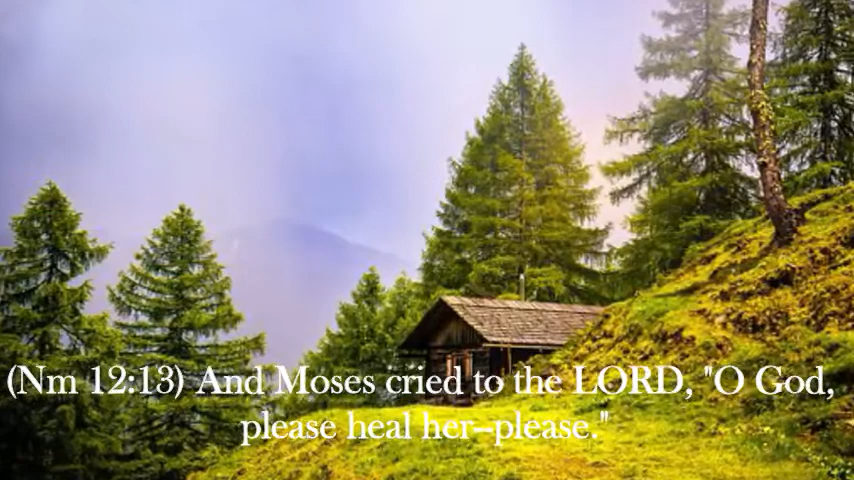 (Nm 12:13) And Moses cried to the LORD, "O God,
please heal her--please."